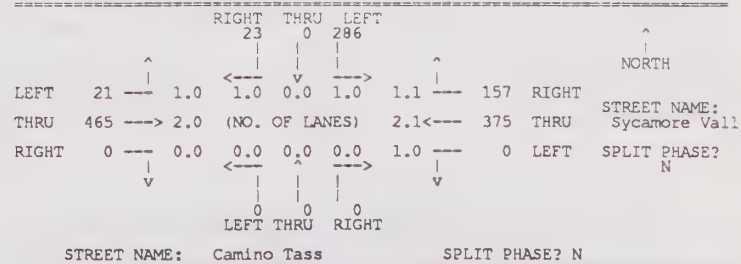 RIGHT THRU LEFT
23 0 286 ^
| | | |
^ | | | ^ NORTH
| <--- v ---> |
LEFT 21 --- 1.0 1.0 0.0 1.0 1.1 --- 157 RIGHT
STREET NAME:
THRU 465 ---> 2.0 (NO. OF LANES) 2.1<--- 375 THRU Sycamore Vall
RIGHT 0 --- 0.0 0.0 0.0 0.0 1.0 --- 0 LEFT SPLIT PHASE?
| <--- ^ ---> | N
v | | | v
0 0 0
LEFT THRU RIGHT
STREET NAME: Camino Tass SPLIT PHASE? N